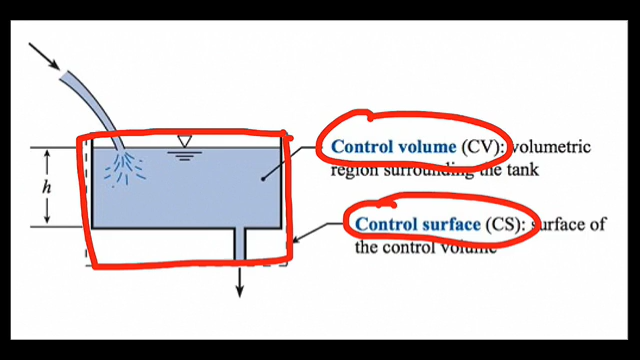 Control volume (CV): volumetric
region surrounding the tank
h
Control surface (CS): surface of
the control volume